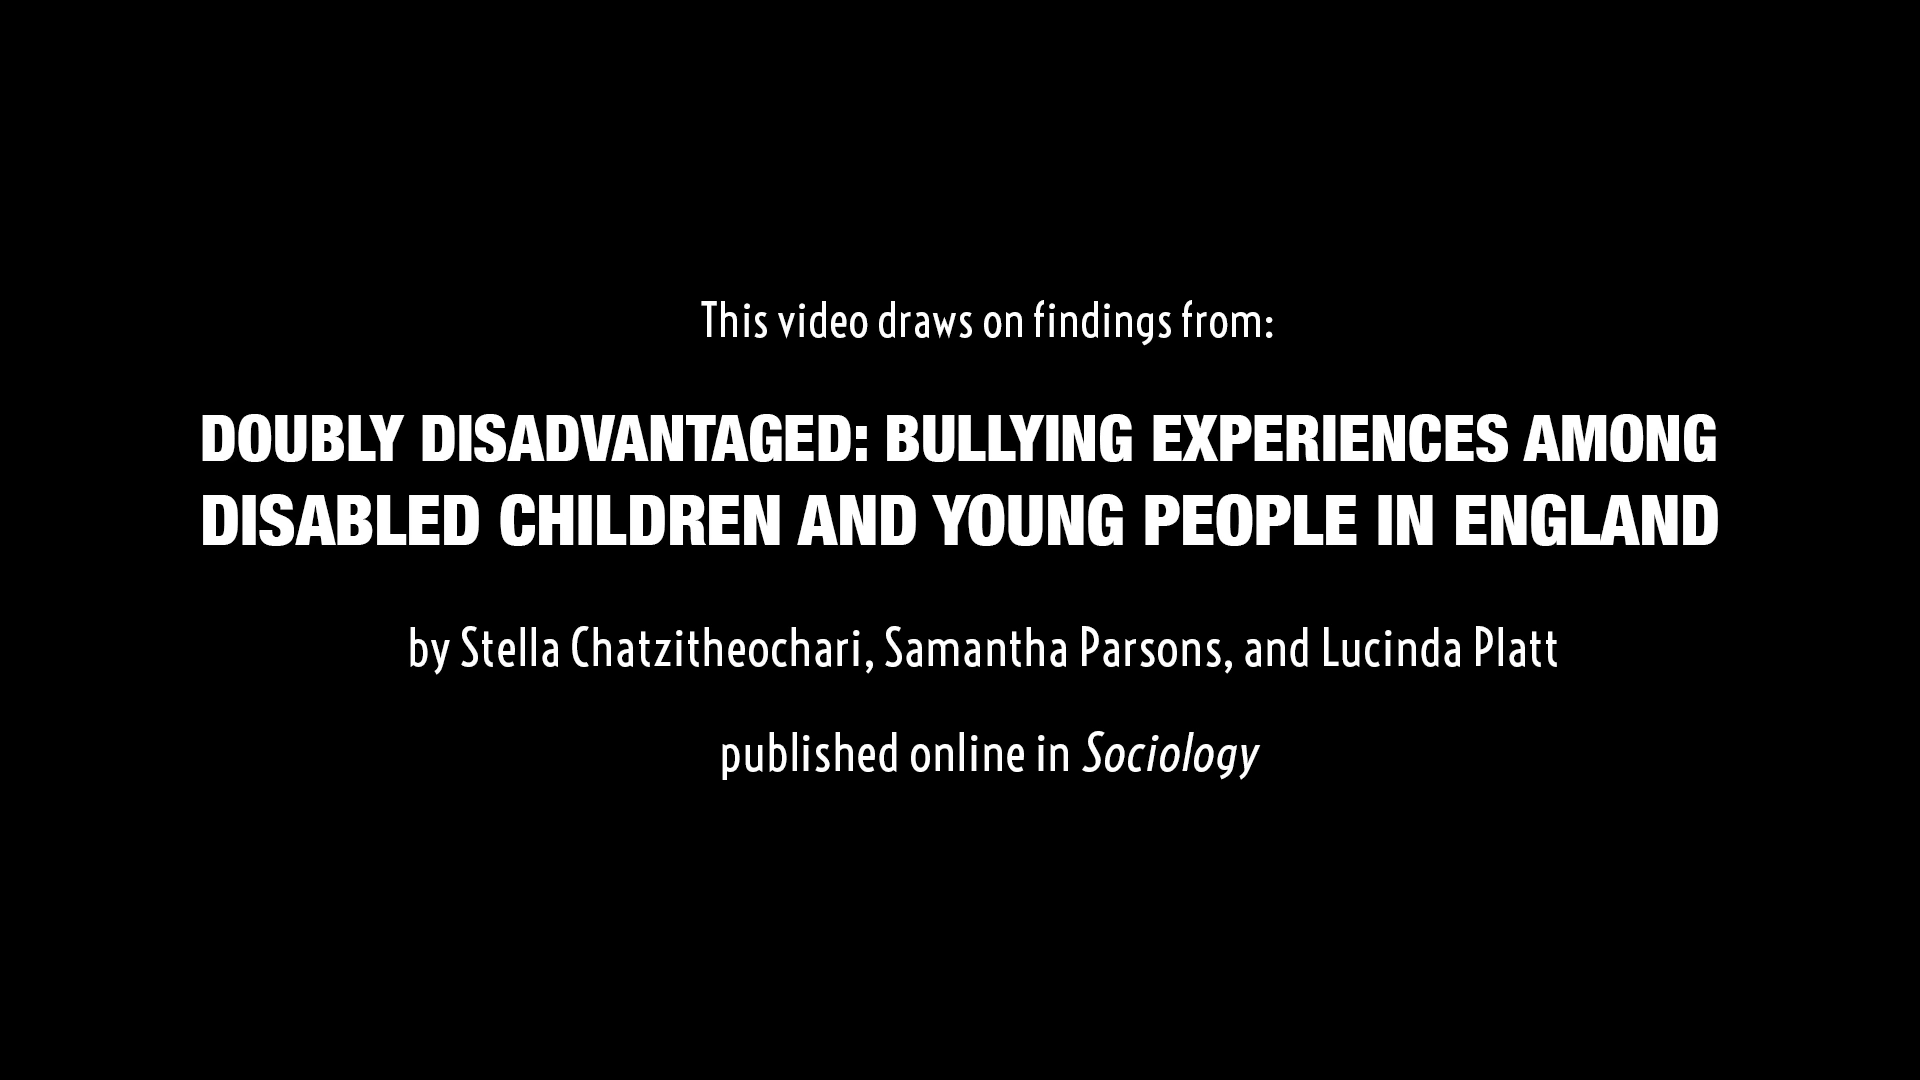 This video draws on findings from:
DOUBLY DISADVANTAGED: BULLYING EXPERIENCES AMONG
DISABLED CHILDREN AND YOUNG PEOPLE IN ENGLAND
by Stella Chatzitheochari, Samantha Parsons, and Lucinda Platt
published online in Sociology